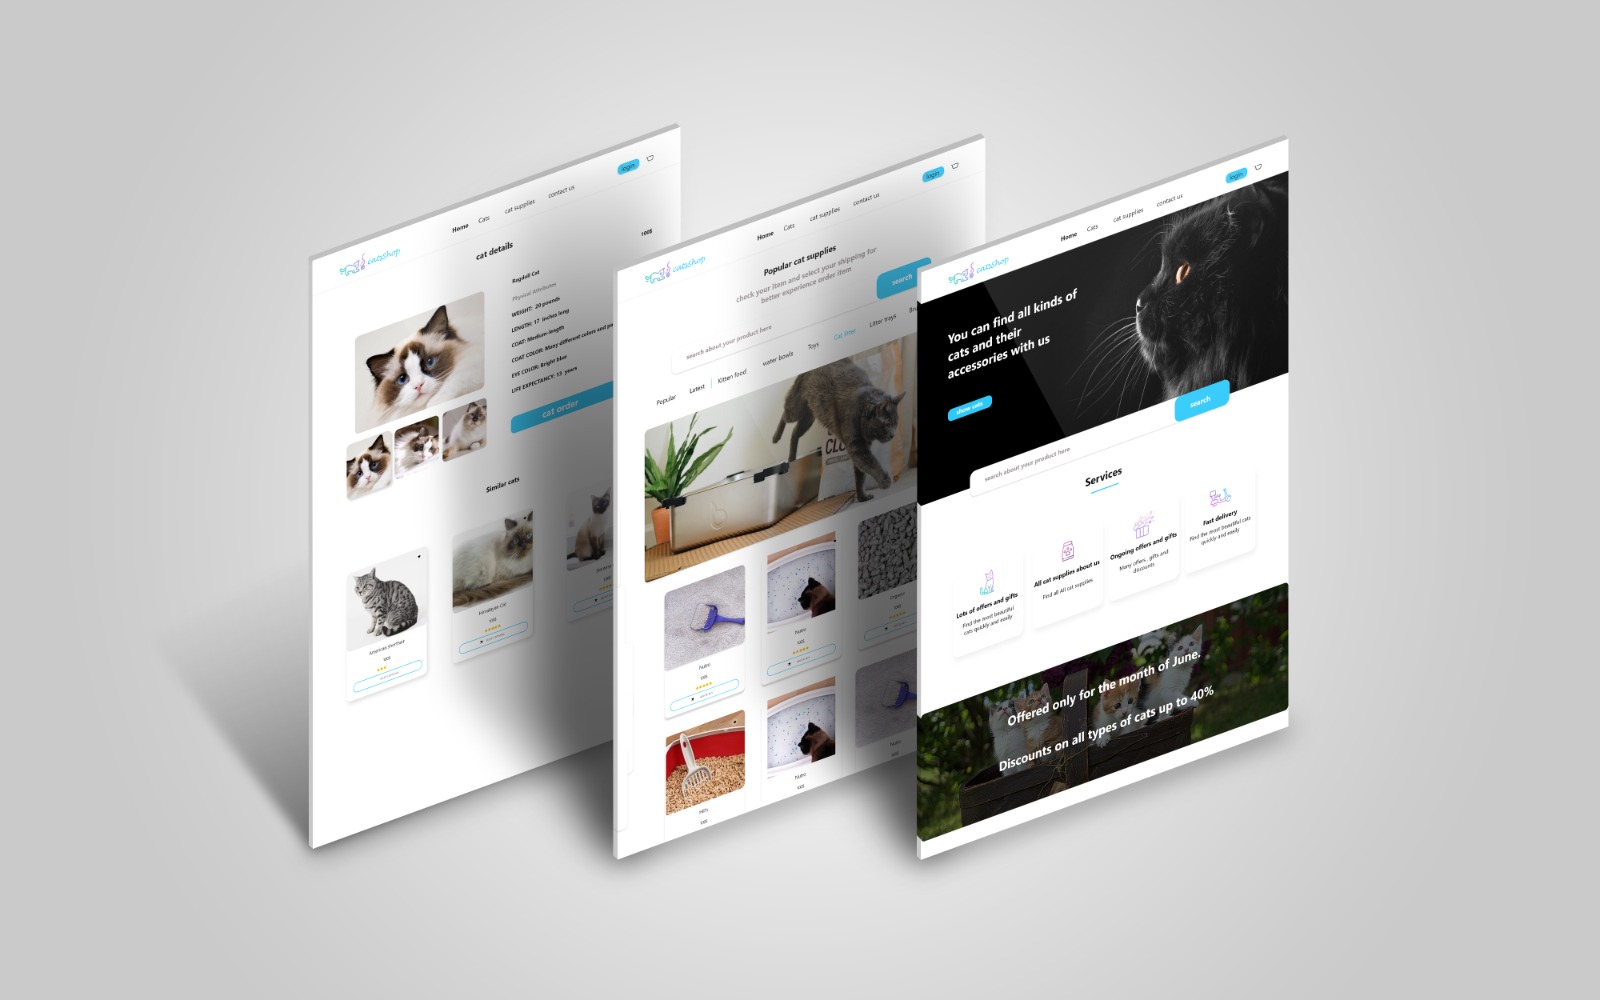 login
Home
Cats
cat supplies
contact us
catsshop
cat details
100$
Ragdoll Cat
Physical Attributes
WEIGHT: 20 pounds
LENGTH: 17 inches long
COAT: Medium-length
COAT COLOR: Many different colors and
EYE COLOR: Bright blue
LIFE EXPECTANCY: 15 years
cat order
Similar cats
American shorthair
Himalayan Cat
login
Home
Cats
cat supplies
contact us
catsshop
Popular cat supplies
check your item and select your shipping for
better experience order item
search
search about your product here
Popular
Latest
Kitten food
water bowls
Toys
Cat litter
Litter trays
login
Home
Cats
cat supplies
contact us
catsshop
You can find all kinds of
cats and their
accessories with us
show cats
search
search about your product here
Services
Lots of offers and gifts
Find the most beautiful
cats quickly and easily
All cat supplies about us
Find all All cat supplies
Ongoing offers and gifts
Many offers, gifts and
discounts
Fast delivery
Find the most beautiful cats
quickly and easily
Offered only for the month of June.
Discounts on all types of cats up to 40%